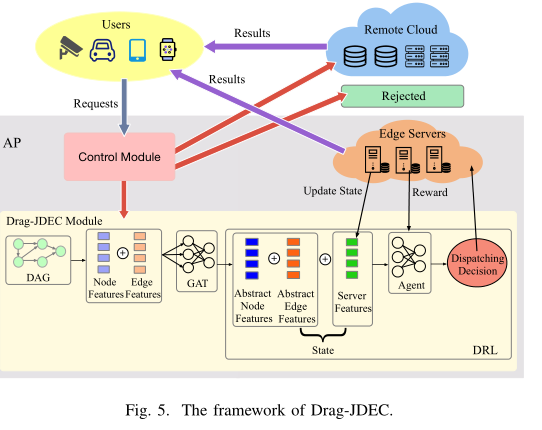 Users
Remote Cloud
Results
Results
Requests
Rejected
AP
Control Module
Edge Servers
Update State
Reward
Drag-JDEC Module
DAG
Node
Features
Edge
Features
GAT
Abstract
Node
Features
Abstract
Edge
Features
Server
Features
Agent
Dispatching
Decision
State
DRL
Fig. 5. The framework of Drag-JDEC.